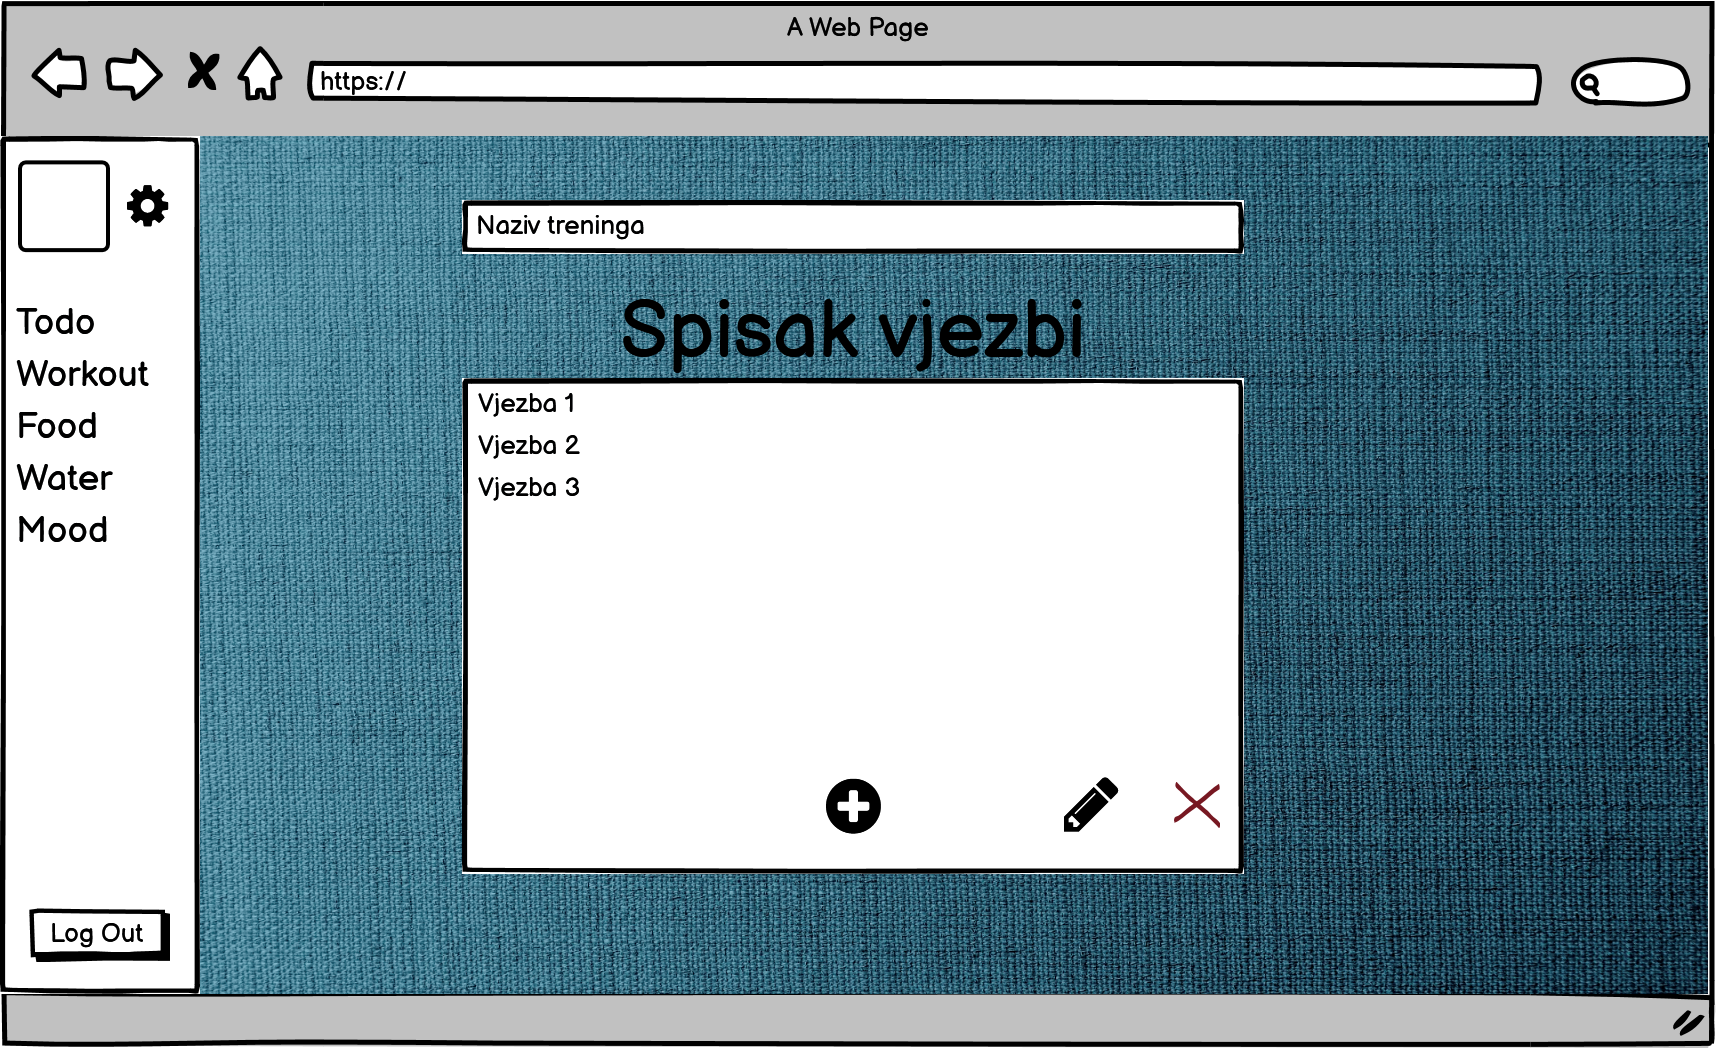 A Web Page
https://
Naziv treninga
Spisak vjezbi
Todo
Workout
Food
Water
Mood
Vjezba 1
Vjezba 2
Vjezba 3
Log Out